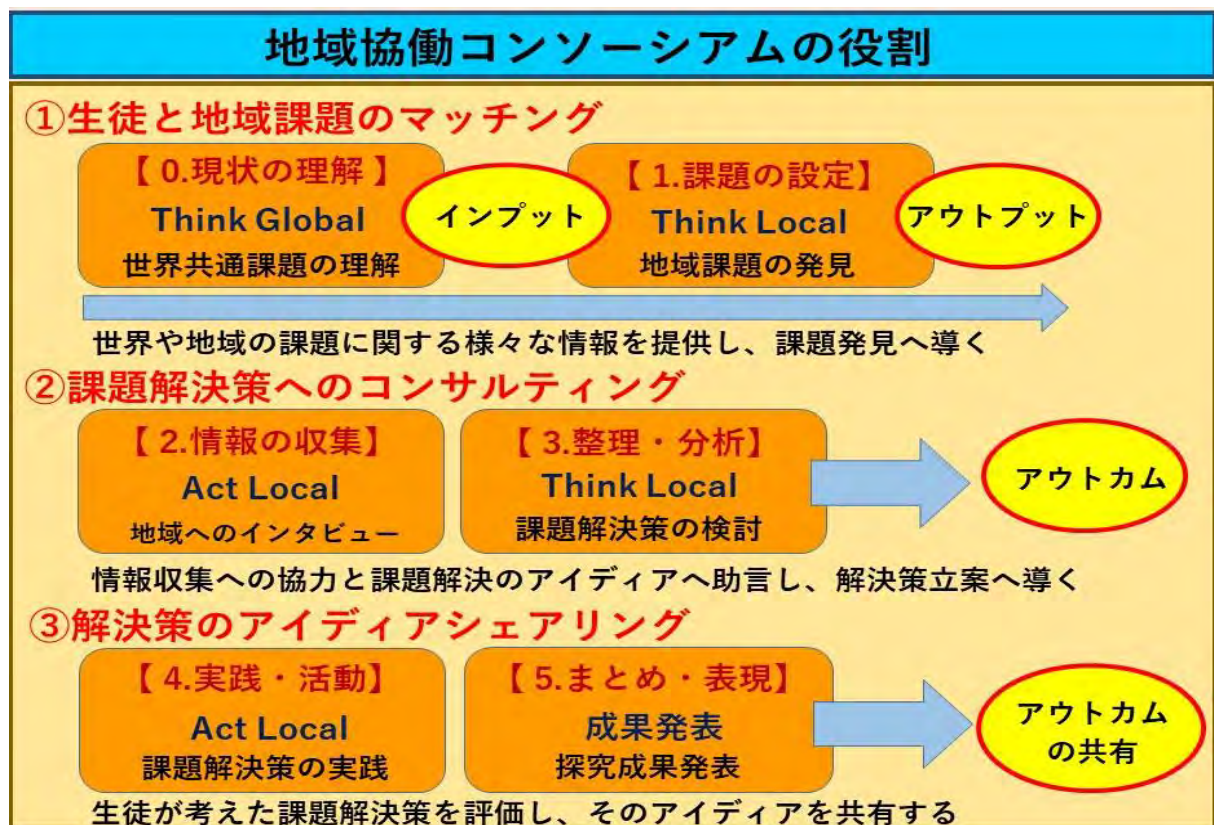 地域協働コンソーシアムの役割
①生徒と地域課題のマッチング
【 0.現状の理解 】
Think Global
世界共通課題の理解
インプット
【 1.課題の設定】
Think Local
地域課題の発見
アウトプット
世界や地域の課題に関する様々な情報を提供し、課題発見へ導く
②課題解決策へのコンサルティング
【 2.情報の収集】
Act Local
地域へのインタビュー
【 3.整理・分析】
Think Local
課題解決策の検討
アウトカム
情報収集への協力と課題解決のアイディアへ助言し、解決策立案へ導く
③解決策のアイディアシェアリング
【 4.実践・活動】
Act Local
課題解決策の実践
【 5.まとめ・表現】
成果発表
探究成果発表
アウトカム
の共有
生徒が考えた課題解決策を評価し、そのアイディアを共有する